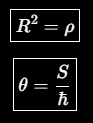 R² = ρ
θ = S/ħ